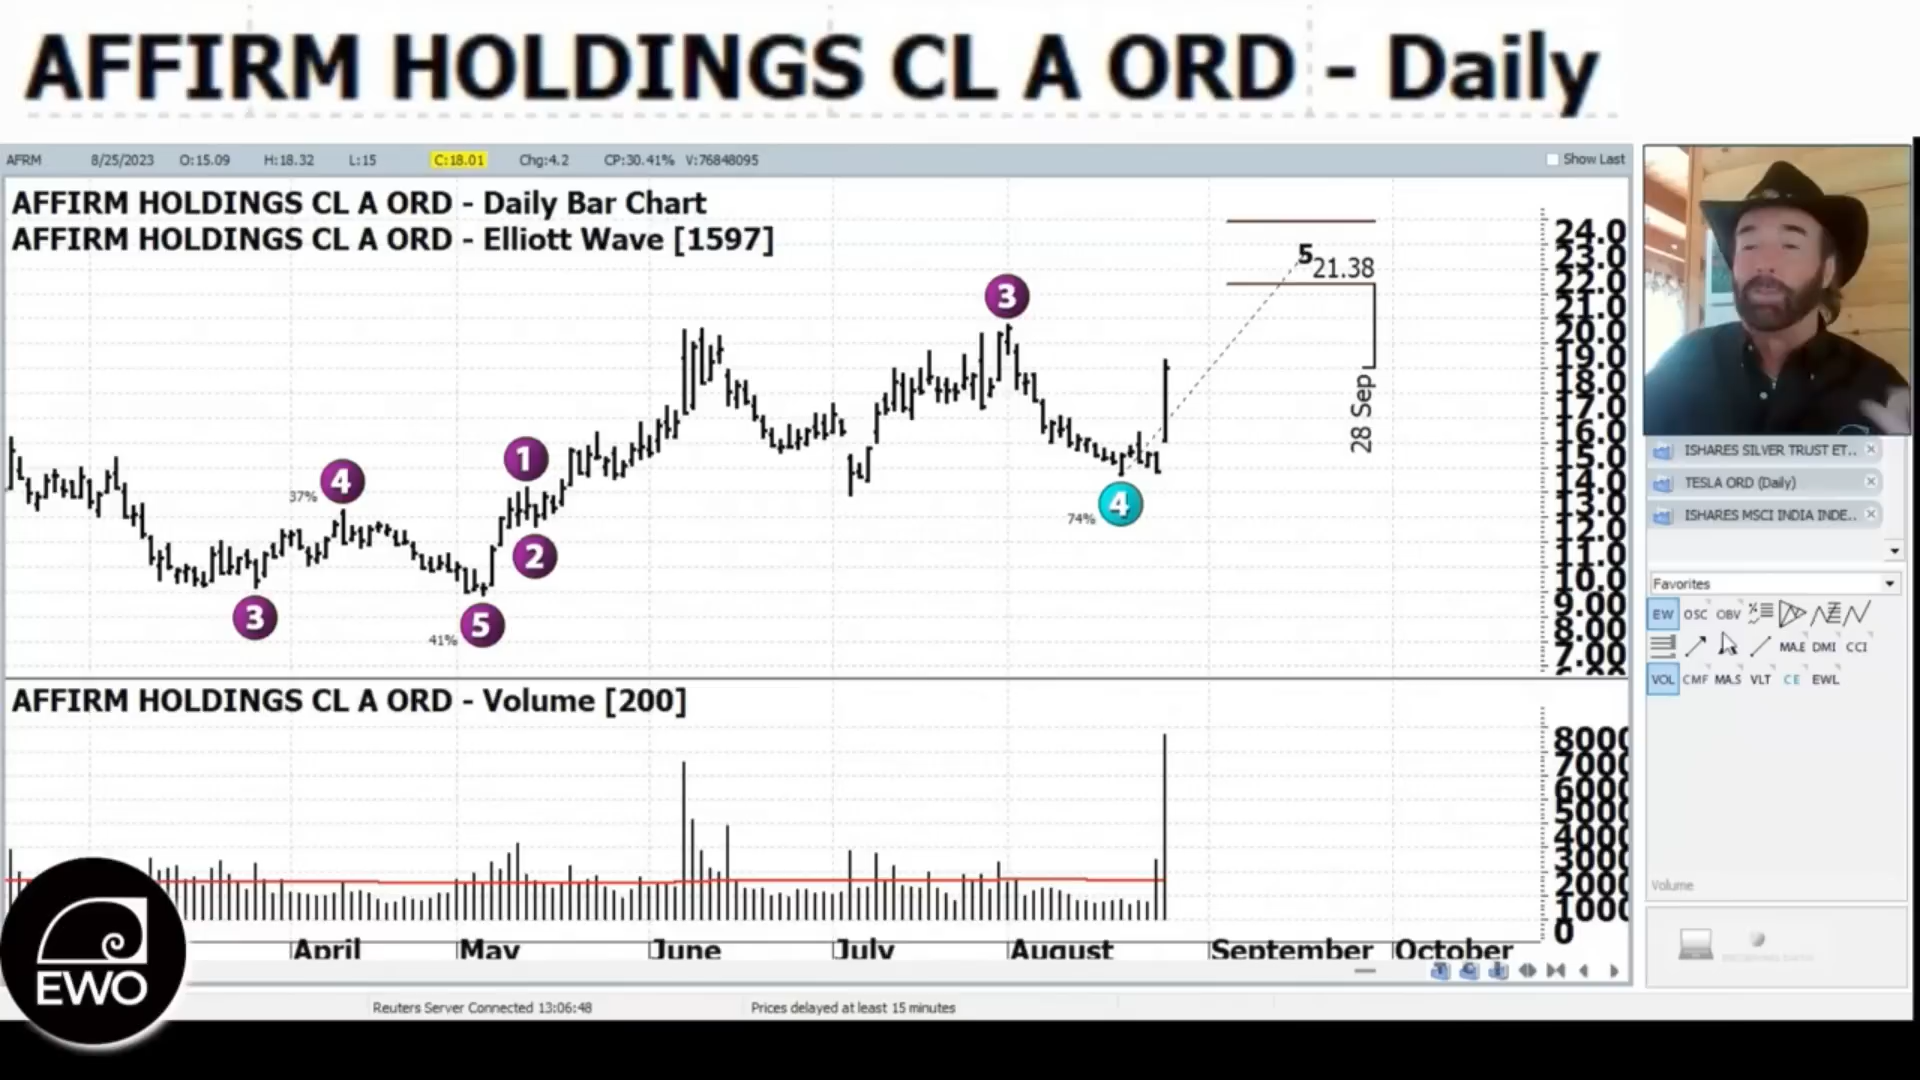 AFFIRM HOLDINGS CL A ORD - Daily
AFRM 8/25/2023 O:15.09 H:18.32 L:15 C:18.01 Chg:4.2 CP:30.41% V:76848095 Show Last
AFFIRM HOLDINGS CL A ORD - Daily Bar Chart
AFFIRM HOLDINGS CL A ORD - Elliott Wave [1597]
24.0
23.0
22.0
21.0
20.0
19.0
18.0
17.0
16.0
15.0
14.0
13.0
12.0
11.0
10.0
9.00
8.00
7.00
5
21.38
28 Sep
3
4
37%
1
2
3
5
41%
4
74%
AFFIRM HOLDINGS CL A ORD - Volume [200]
8000
7000
6000
5000
4000
3000
2000
1000
0
April May June July August September October
EWO
Reuters Server Connected 13:06:48 Prices delayed at least 15 minutes
ISHARES SILVER TRUST ET..
TESLA ORD (Daily)
ISHARES MSCI INDIA INDE..
Favorites
EW OSC OBV
MA.E DMI CCI
VOL CMF MA.S VLT CE EWL
Volume